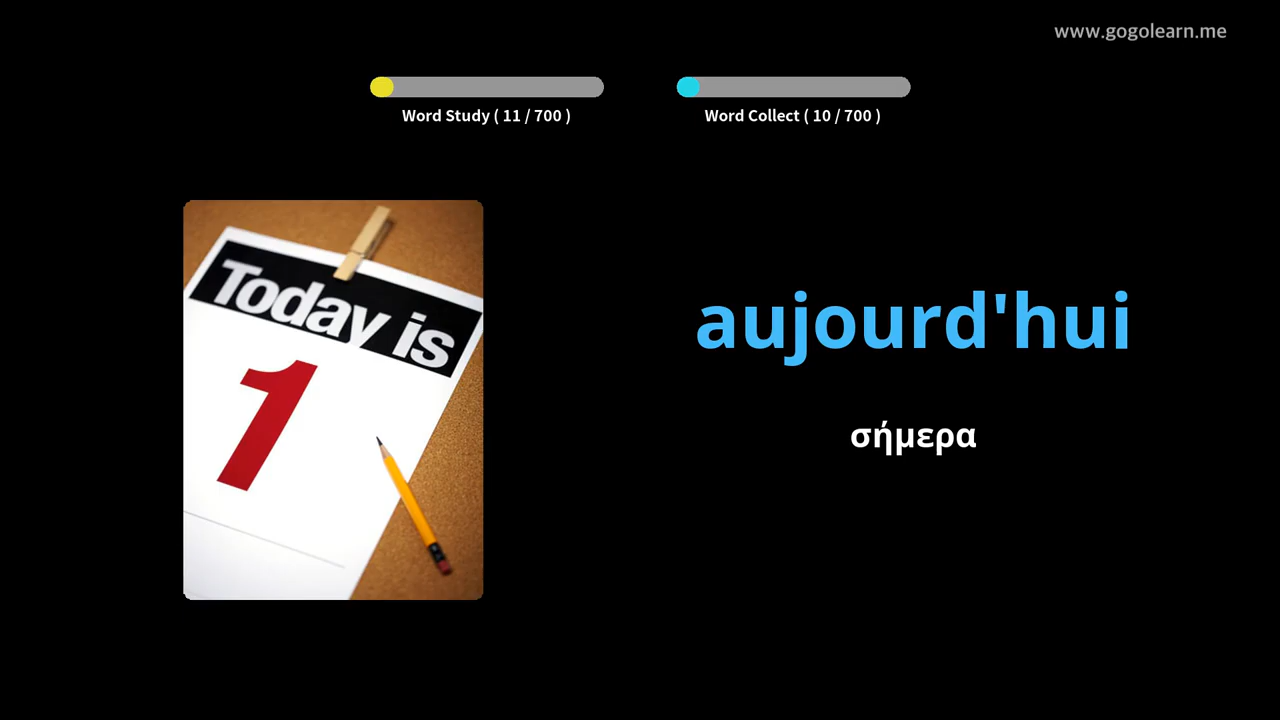 www.gogolearn.me
Word Study ( 11 / 700 )
Word Collect ( 10 / 700 )
Today is
1
aujourd'hui
σήμερα